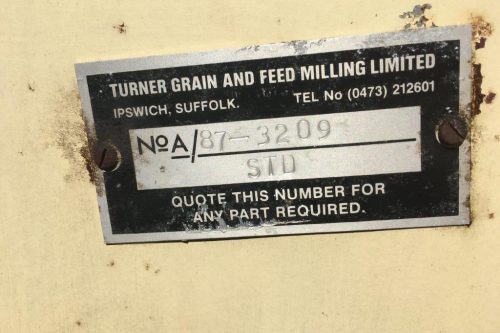 TURNER GRAIN AND FEED MILLING LIMITED
IPSWICH, SUFFOLK. TEL No (0473) 212601
No A/87-3209
STD
QUOTE THIS NUMBER FOR
ANY PART REQUIRED.